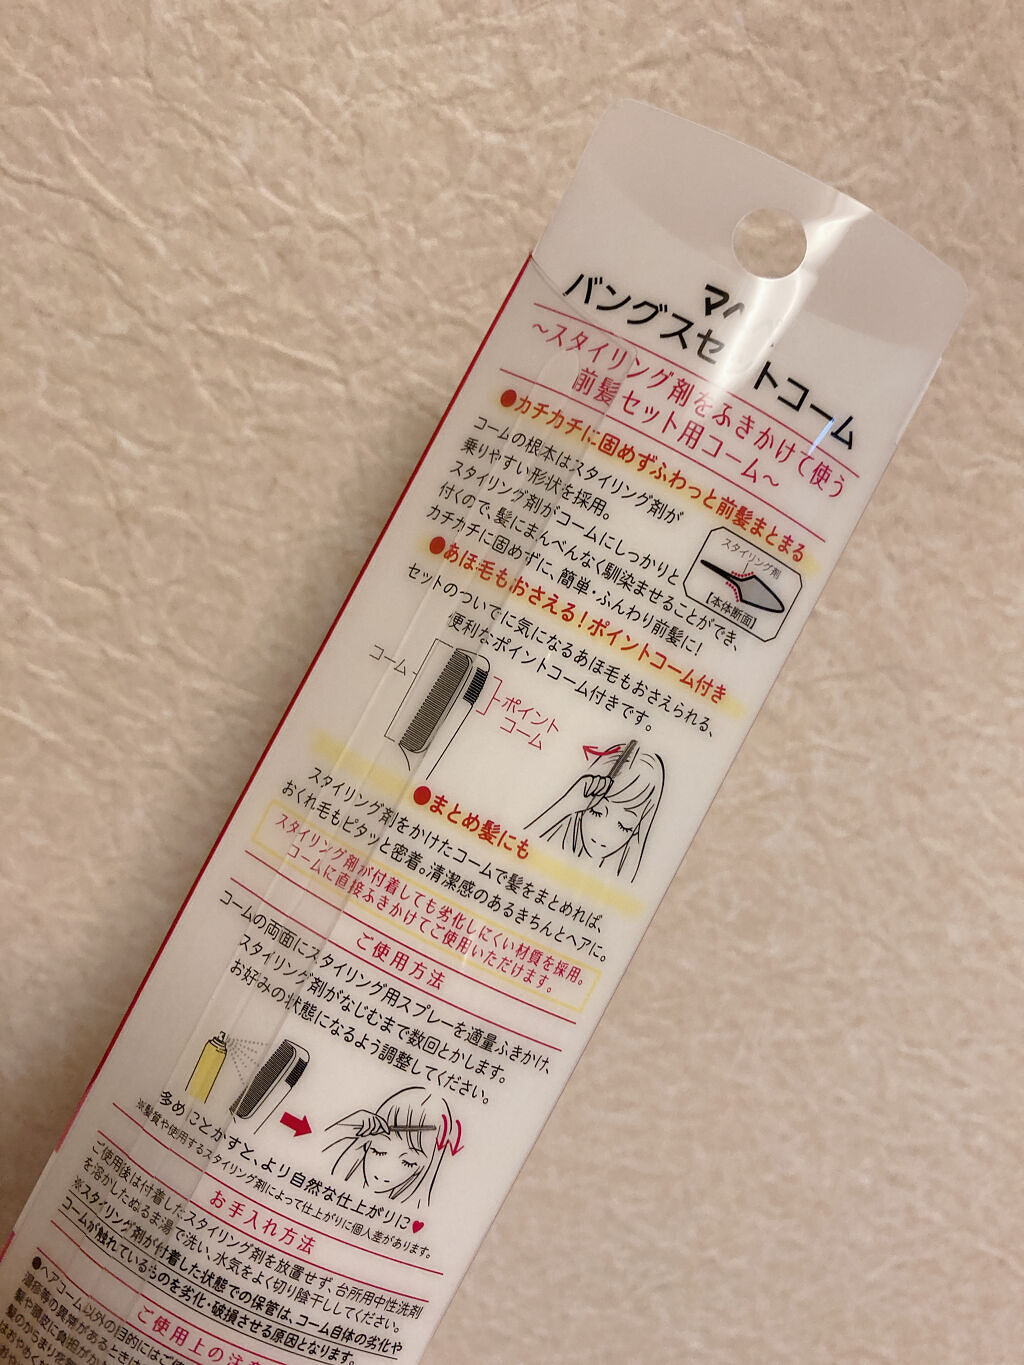 バングスセットコーム
～スタイリング剤をふきかけて使う
前髪セット用コーム～
●カチカチに固めずふわっと前髪まとまる
コームの根本はスタイリング剤が
乗りやすい形状を採用。
スタイリング剤がコームにしっかりと
付くので、髪にまんべんなく馴染ませることができ、
カチカチに固めずに、簡単・ふんわり前髪に!
スタイリング剤
【本体断面】
●あほ毛もおさえる!ポイントコーム付き
セットのついでに気になるあほ毛もおさえられる、
便利なポイントコーム付きです。
コーム
ポイント
コーム
●まとめ髪にも
スタイリング剤をかけたコームで髪をまとめれば、
おくれ毛もピタッと密着。清潔感のあるきちんとヘアに。
スタイリング剤が付着しても劣化しにくい材質を採用。
コームに直接ふきかけてご使用いただけます。
ご使用方法
コームの両面にスタイリング用スプレーを適量ふきかけ、
スタイリング剤がなじむまで数回とかします。
お好みの状態になるよう調整してください。
多めにとかすと、より自然な仕上がりに♥
※髪質や使用するスタイリング剤によって仕上がりに個人差があります。
お手入れ方法
ご使用後は付着したスタイリング剤を放置せず、台所用中性洗剤
を溶かしたぬるま湯で洗い、水気をよく切り陰干ししてください。
※スタイリング剤が付着した状態での保管は、コーム自体の劣化や
コームが触れているものを劣化・破損させる原因となります。
ご使用上の注意
●ヘアコーム以外の目的にはご使